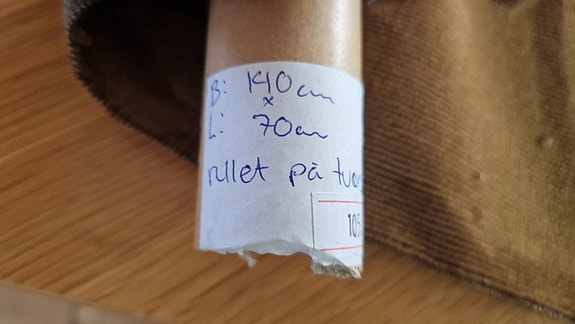 B: 140cm
x
L: 70cm
rullet på
105